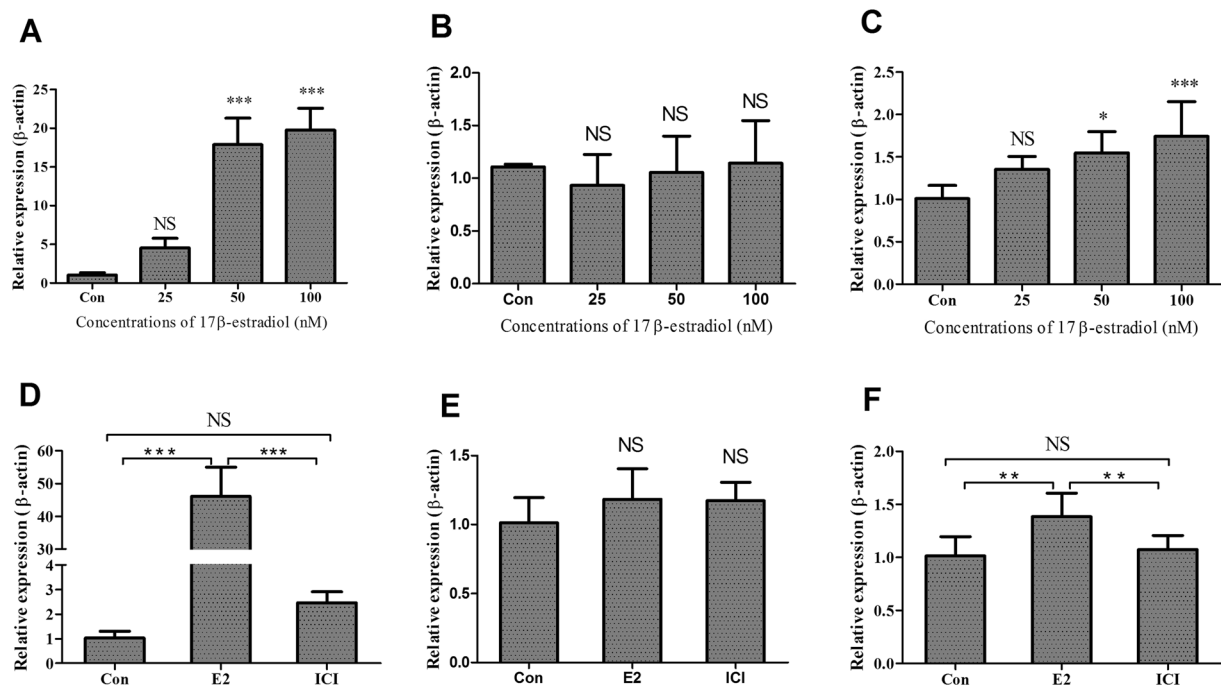 A
Relative expression (β-actin)
25
20
15
10
5
0
NS
***
***
Con 25 50 100
Concentrations of 17β-estradiol (nM)
B
Relative expression (β-actin)
2.0
1.5
1.0
0.5
0.0
NS
NS
NS
Con 25 50 100
Concentrations of 17β-estradiol (nM)
C
Relative expression (β-actin)
2.5
2.0
1.5
1.0
0.5
0.0
NS
*
***
Con 25 50 100
Concentrations of 17β-estradiol (nM)
D
Relative expression (β-actin)
NS
*** ***
60
50
40
30
4
3
2
1
0
Con E2 ICI
E
Relative expression (β-actin)
1.5
1.0
0.5
0.0
NS
NS
Con E2 ICI
F
Relative expression (β-actin)
NS
** **
2.0
1.5
1.0
0.5
0.0
Con E2 ICI